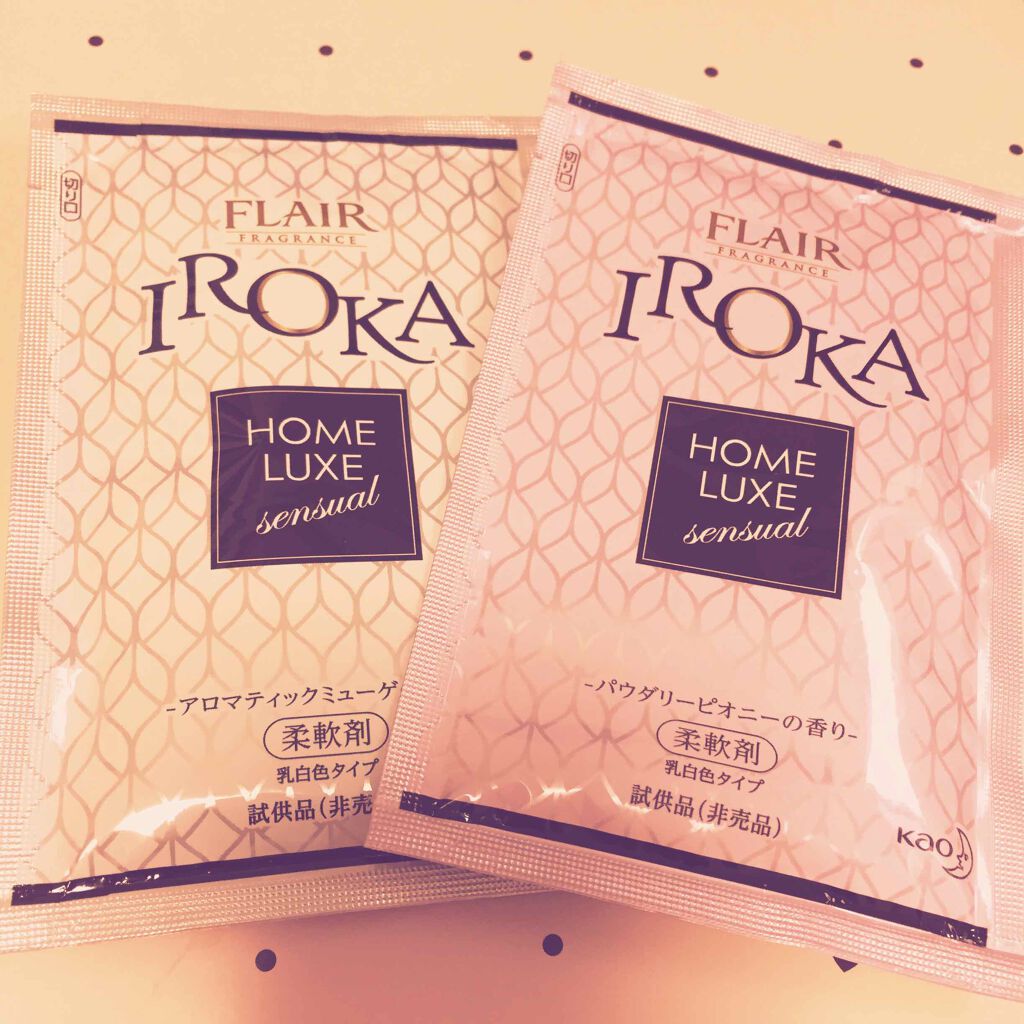 切り口
FLAIR
FRAGRANCE
IROKA
HOME
LUXE
sensual
-アロマティックミューゲ
柔軟剤
乳白色タイプ
試供品(非売
切り口
FLAIR
FRAGRANCE
IROKA
HOME
LUXE
sensual
-パウダリーピオニーの香り-
柔軟剤
乳白色タイプ
試供品(非売品)
Kao